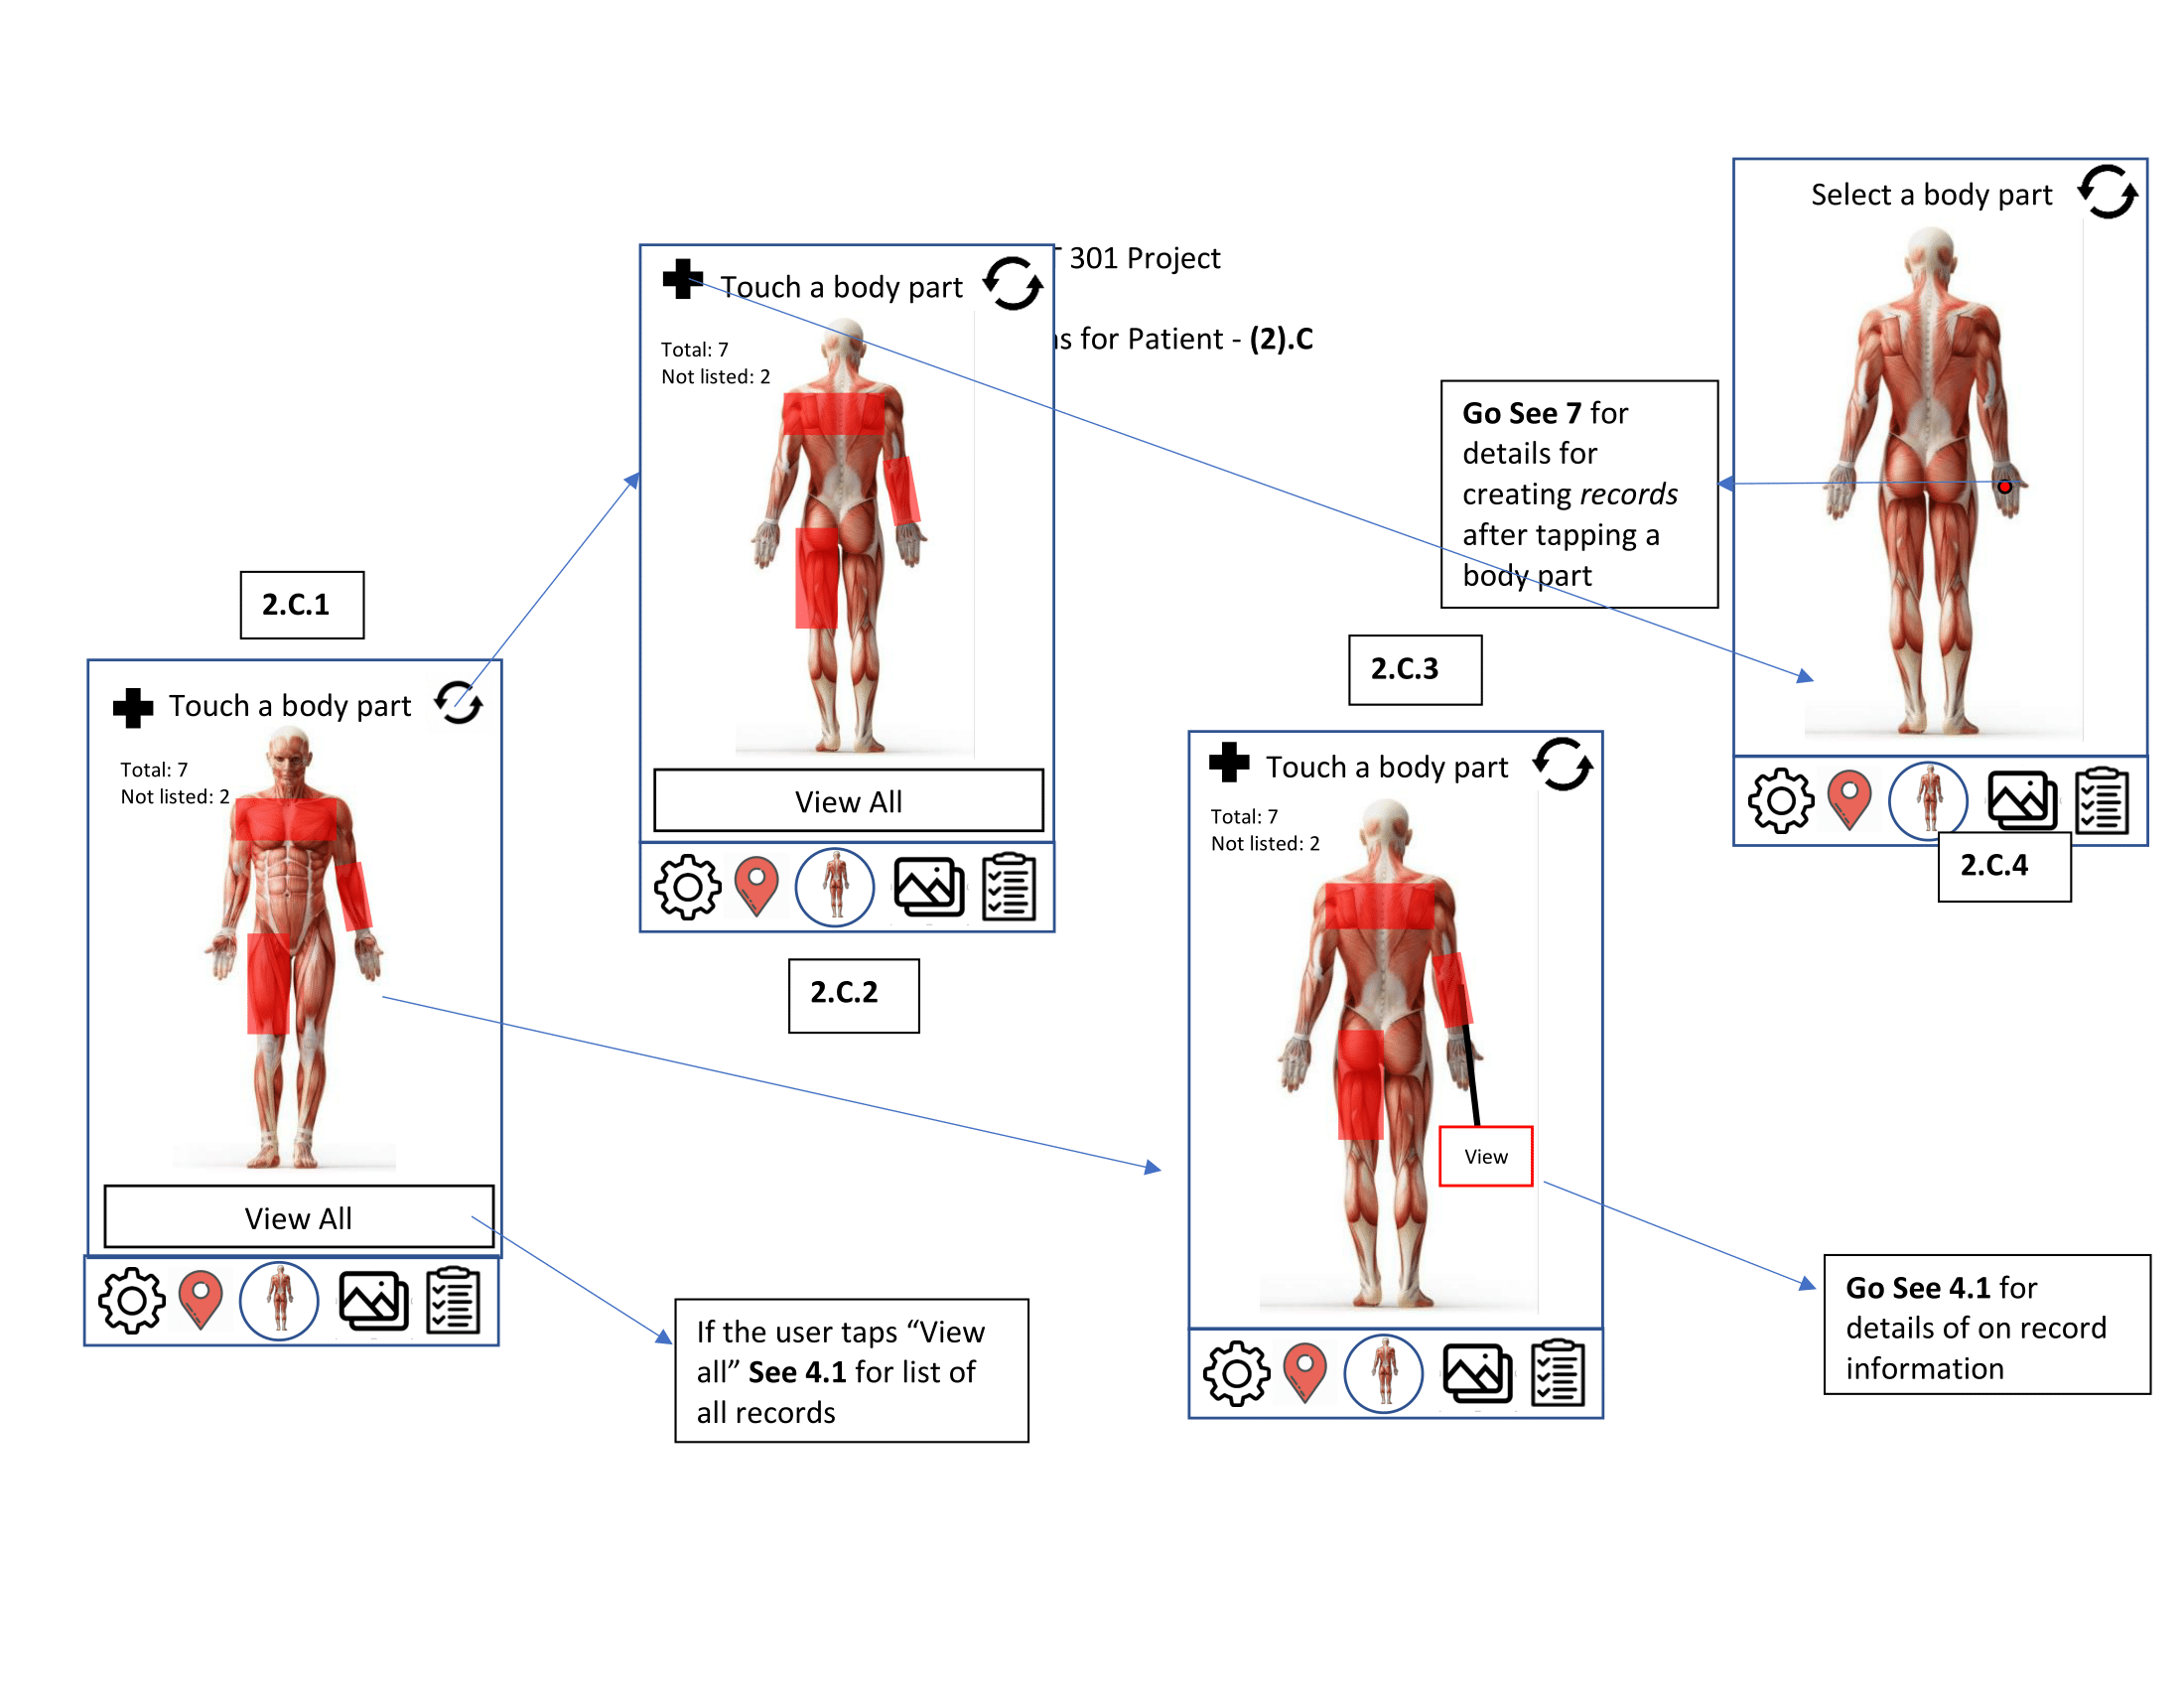 301 Project
for Patient - (2).C
2.C.1
Touch a body part
Total: 7
Not listed: 2
View All
If the user taps “View
all” See 4.1 for list of
all records
Touch a body part
Total: 7
Not listed: 2
View All
2.C.2
2.C.3
Touch a body part
Total: 7
Not listed: 2
View
Go See 4.1 for
details of on record
information
Select a body part
Go See 7 for
details for
creating records
after tapping a
body part
2.C.4